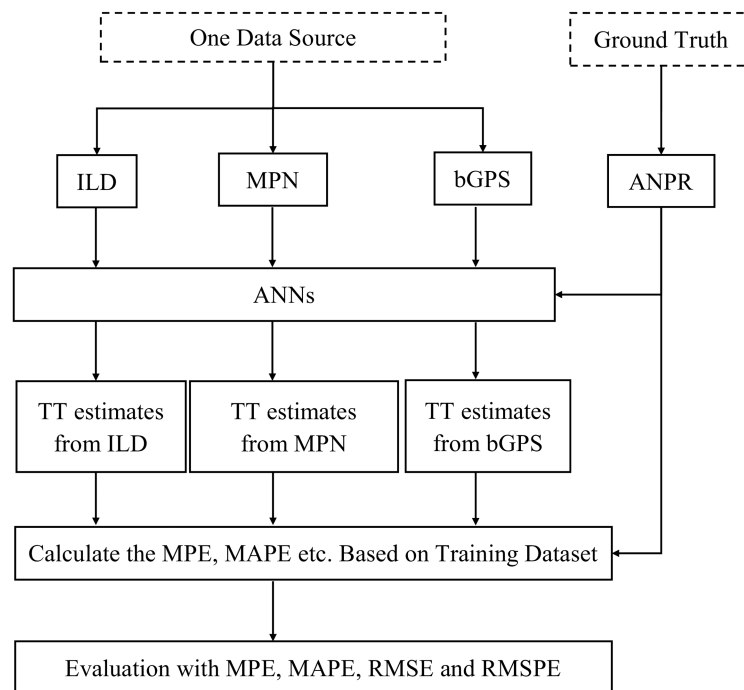 One Data Source
Ground Truth
ILD
MPN
bGPS
ANPR
ANNs
TT estimates
from ILD
TT estimates
from MPN
TT estimates
from bGPS
Calculate the MPE, MAPE etc. Based on Training Dataset
Evaluation with MPE, MAPE, RMSE and RMSPE